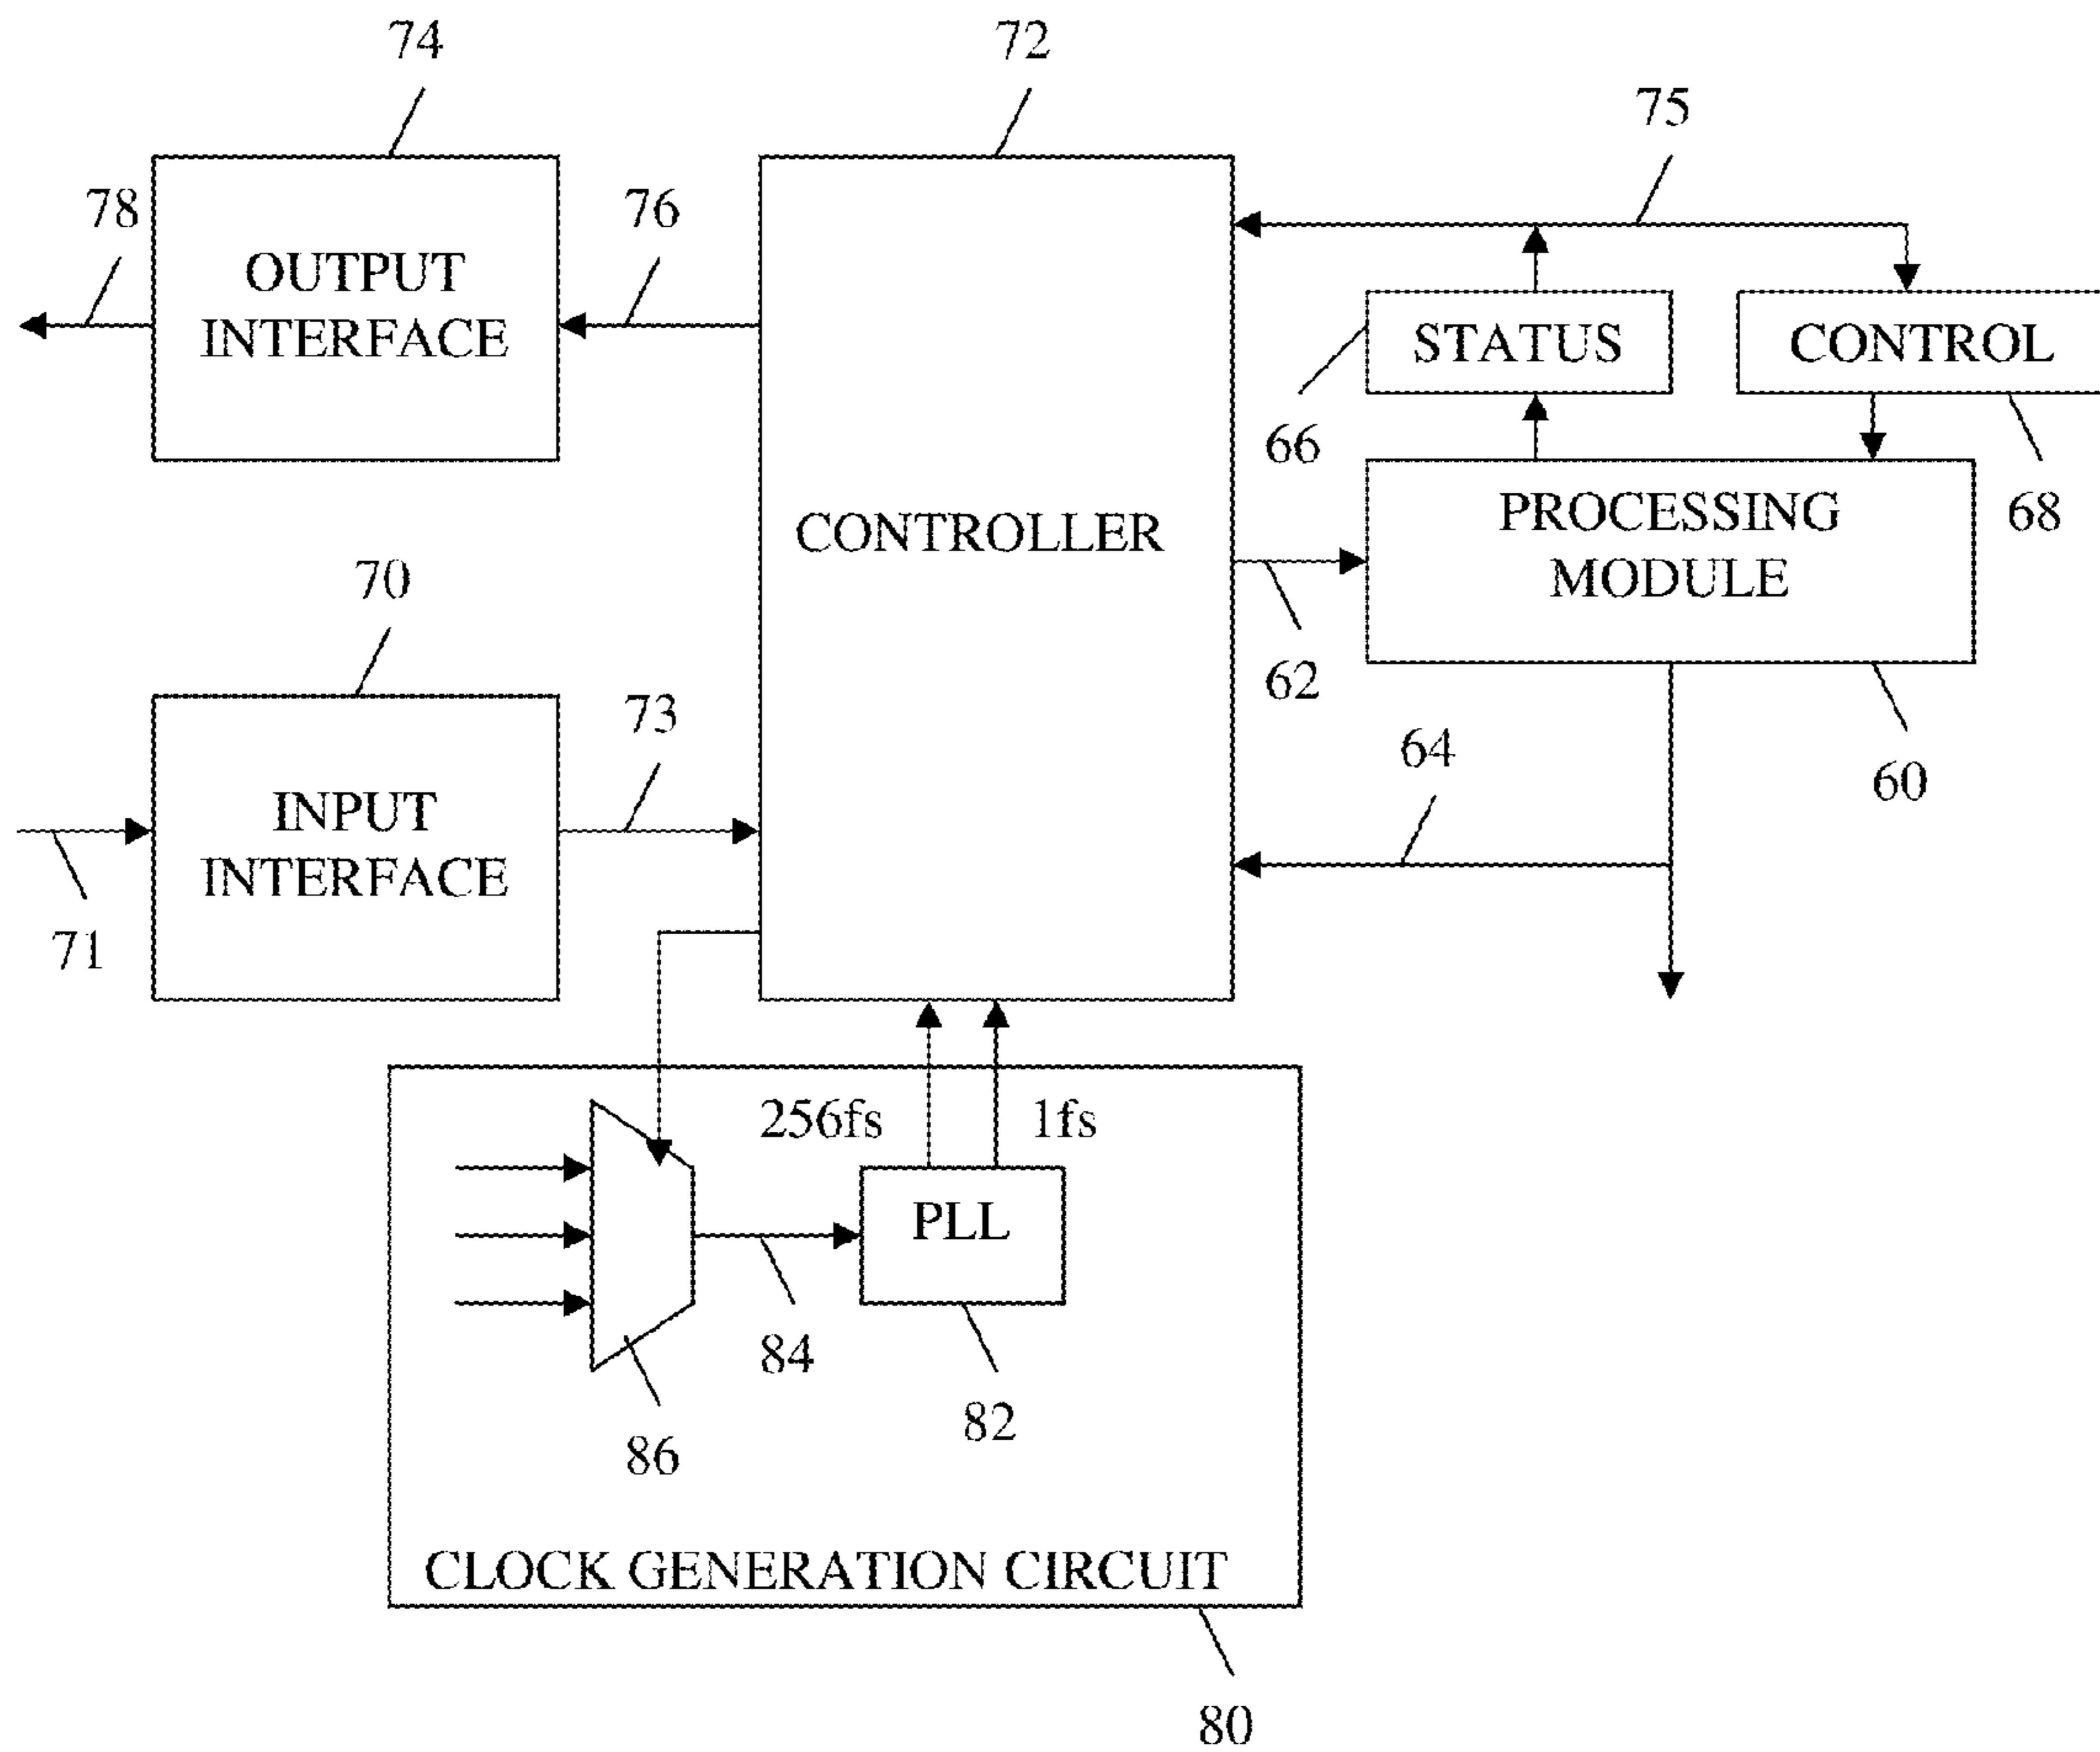 74
72
75
78
76
OUTPUT
INTERFACE
STATUS
CONTROL
66
68
CONTROLLER
PROCESSING
MODULE
70
62
73
64
60
INPUT
INTERFACE
71
256fs
1fs
PLL
84
82
86
CLOCK GENERATION CIRCUIT
80